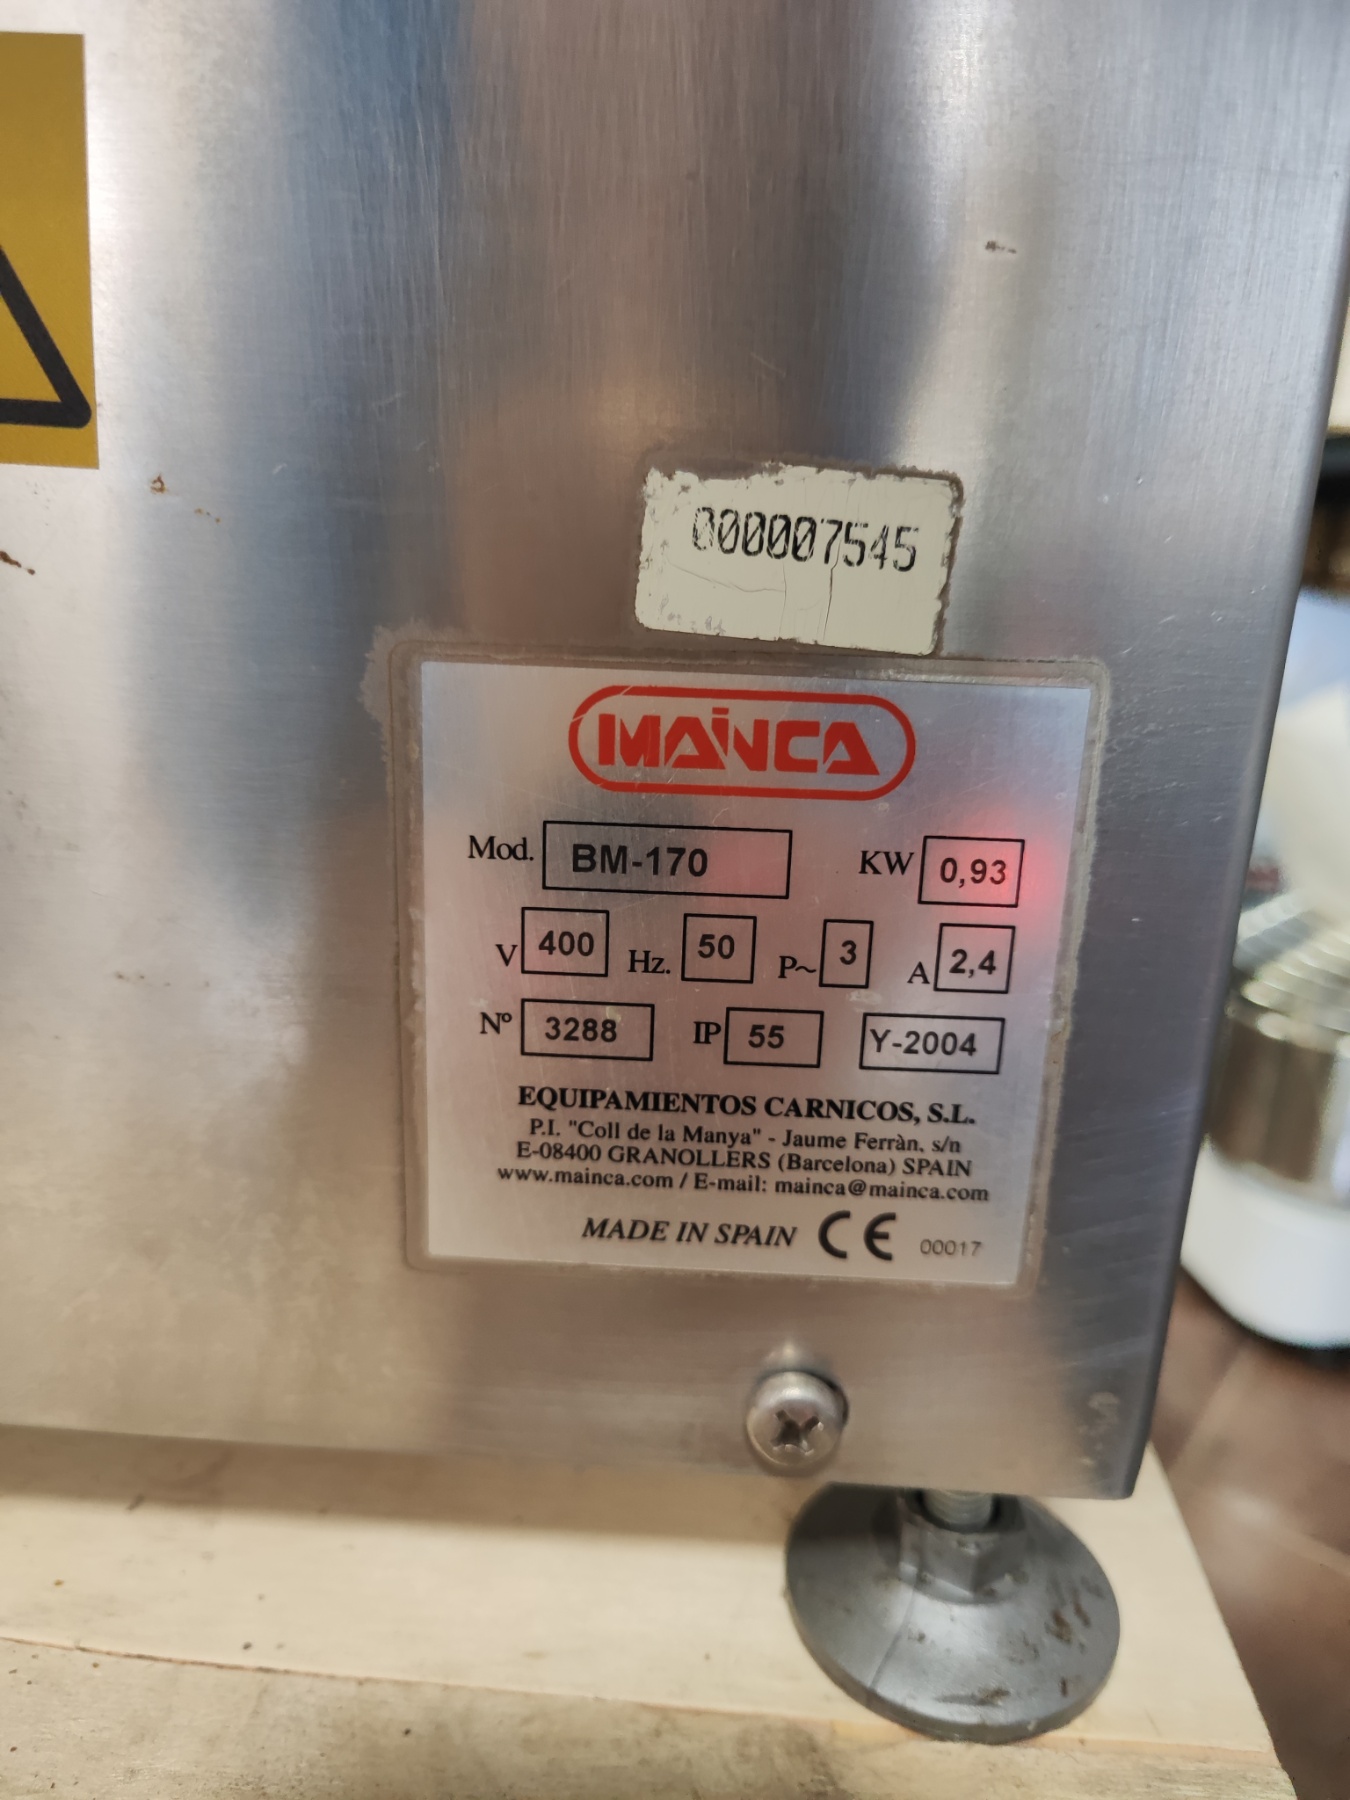 000007545
MAINCA
Mod. BM-170 KW 0,93
V 400 Hz. 50 P~ 3 A 2,4
Nº 3288 IP 55 Y-2004
EQUIPAMIENTOS CARNICOS, S.L.
P.I. "Coll de la Manya" - Jaume Ferràn, s/n
E-08400 GRANOLLERS (Barcelona) SPAIN
www.mainca.com / E-mail: mainca@mainca.com
MADE IN SPAIN CE 00017